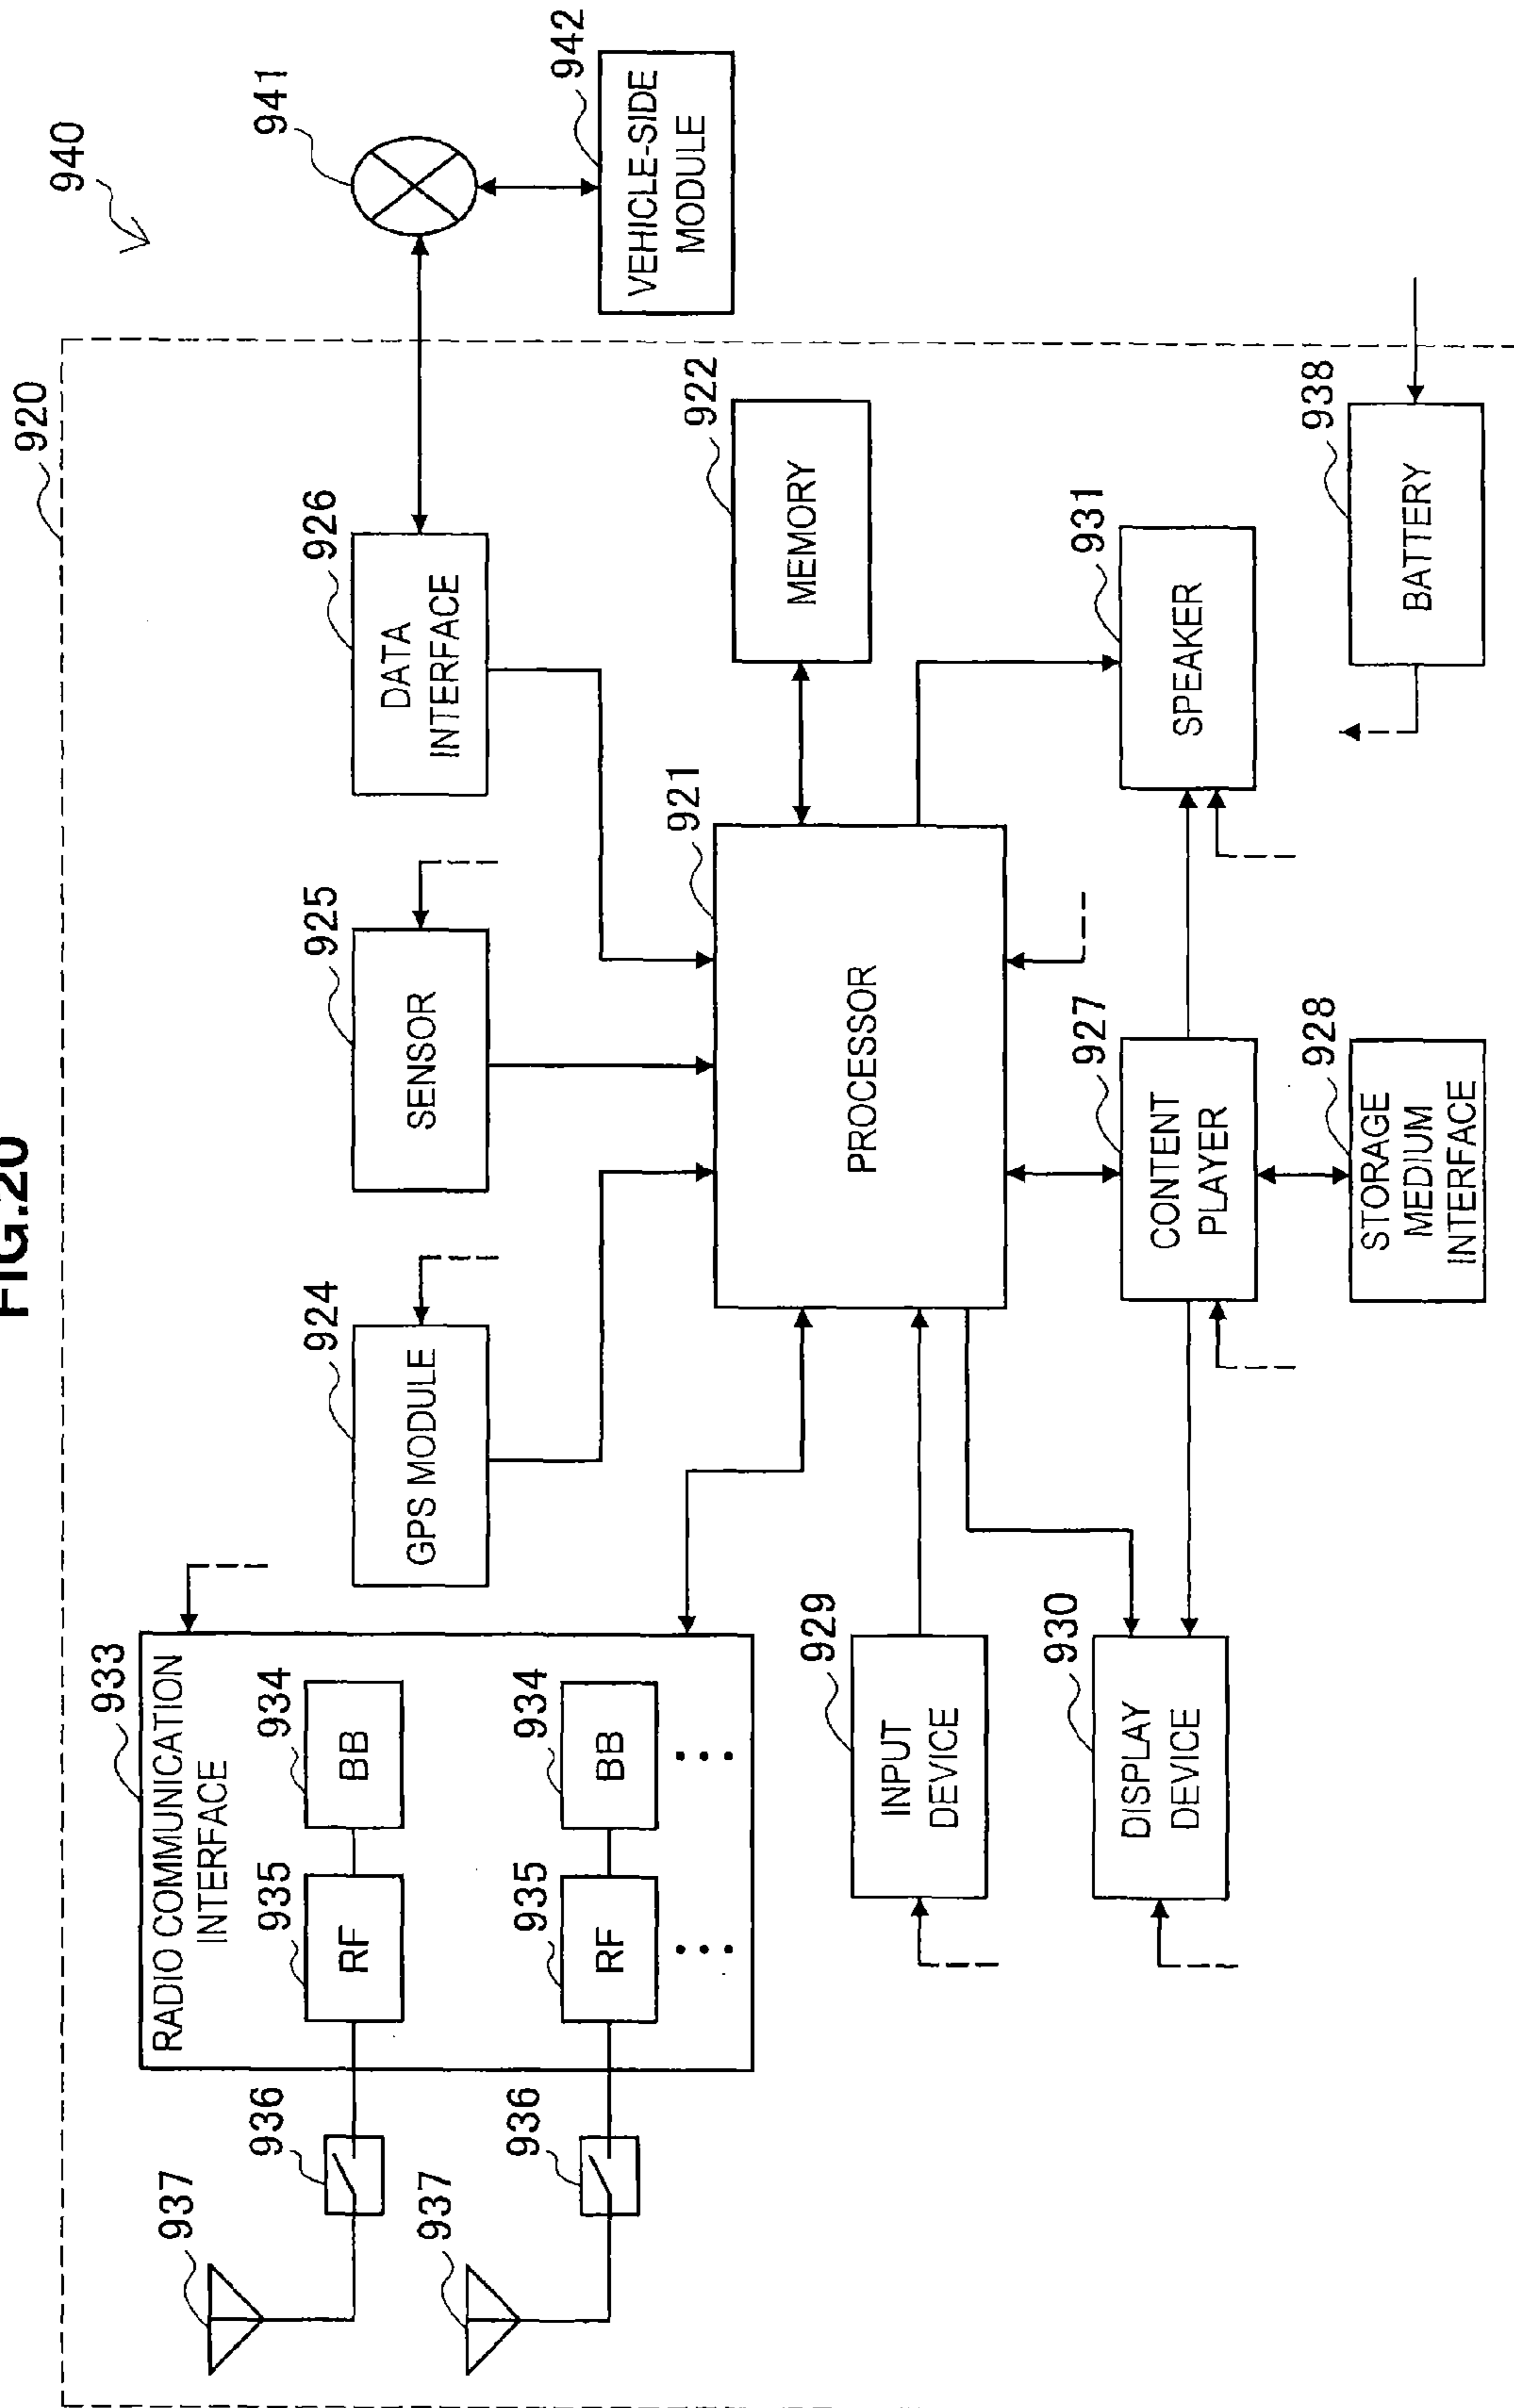 FIG.20
920
940
933
RADIO COMMUNICATION
INTERFACE
937
936
935
RF
934
BB
937
936
935
RF
934
BB
924
GPS MODULE
925
SENSOR
926
DATA
INTERFACE
941
942
VEHICLE-SIDE
MODULE
921
PROCESSOR
922
MEMORY
929
INPUT
DEVICE
930
DISPLAY
DEVICE
927
CONTENT
PLAYER
931
SPEAKER
928
STORAGE
MEDIUM
INTERFACE
938
BATTERY